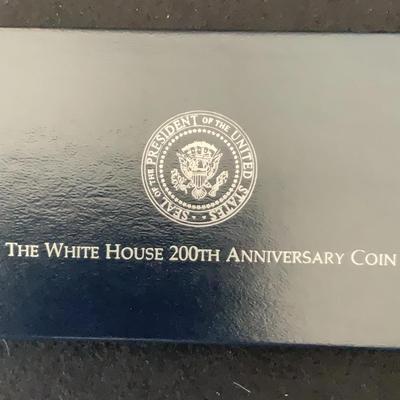 SEAL OF THE PRESIDENT OF THE UNITED STATES
THE WHITE HOUSE 200TH ANNIVERSARY COIN